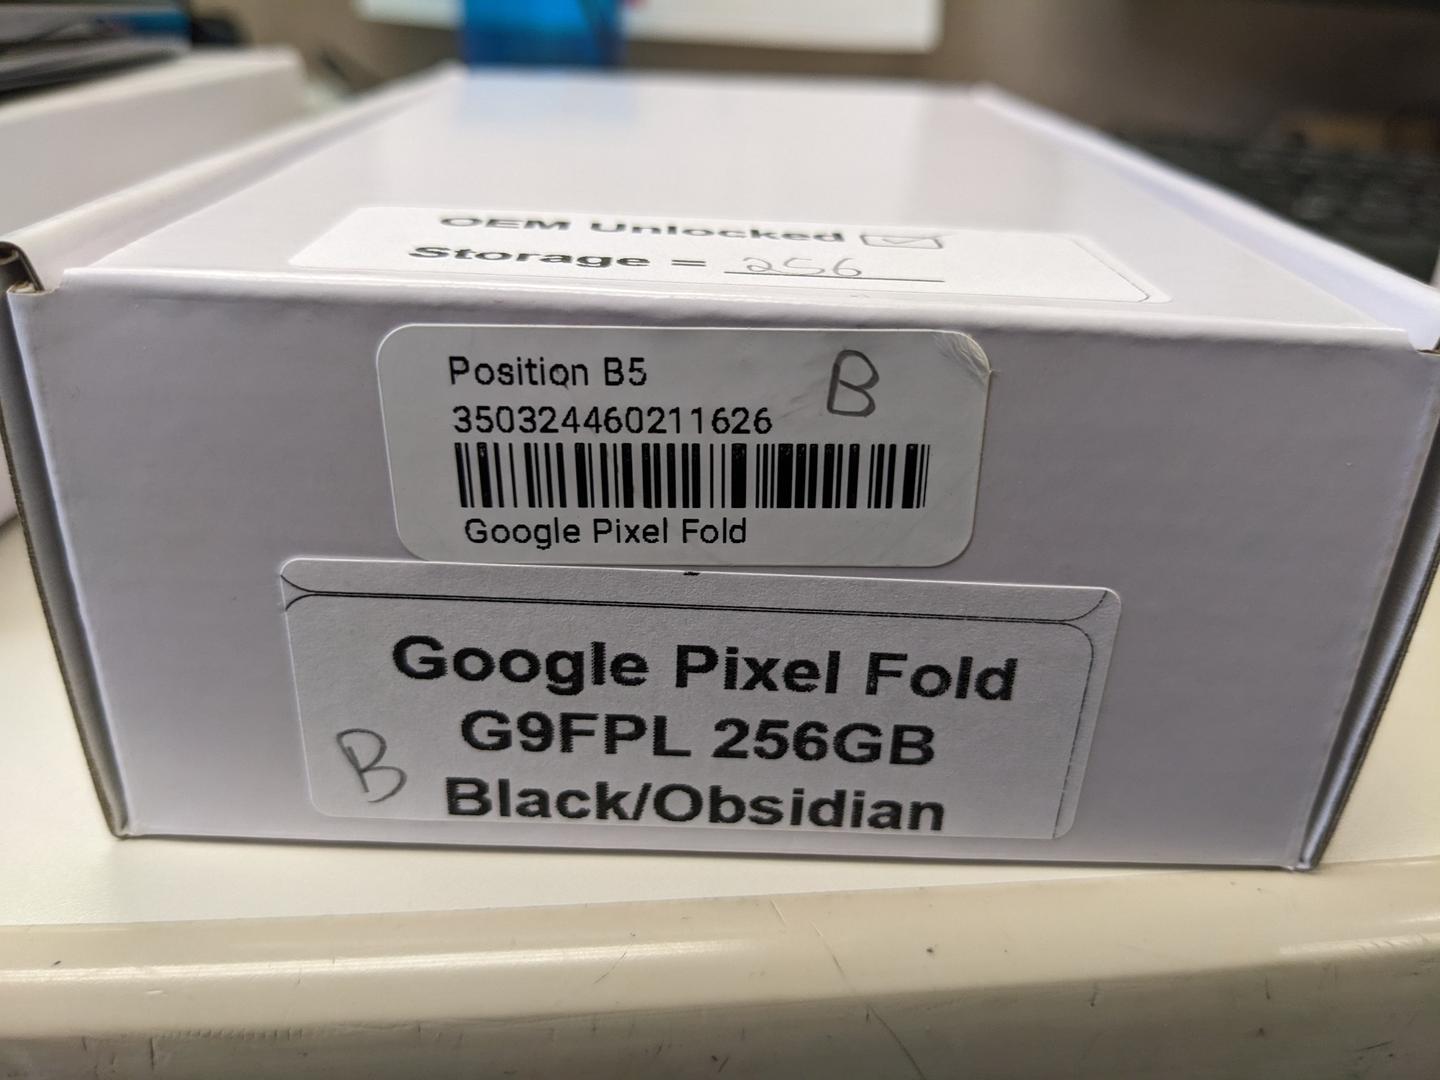 OEM Unlocked ☑
Storage = 256
Position B5
B
350324460211626
Google Pixel Fold
Google Pixel Fold
G9FPL 256GB
B
Black/Obsidian